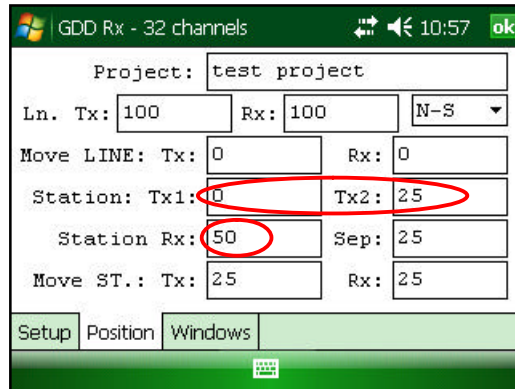 GDD Rx - 32 channels 10:57 ok
Project: test project
Ln. Tx: 100 Rx: 100 N-S
Move LINE: Tx: 0 Rx: 0
Station: Tx1: 0 Tx2: 25
Station Rx: 50 Sep: 25
Move ST.: Tx: 25 Rx: 25
Setup Position Windows